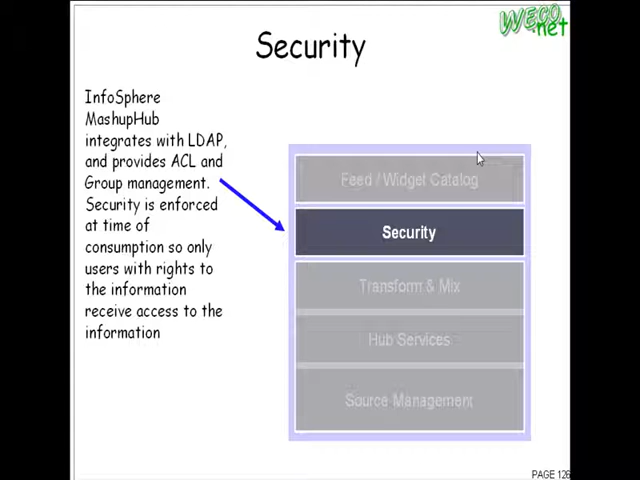 WECO
.net
Security
InfoSphere
MashupHub
integrates with LDAP,
and provides ACL and
Group management.
Security is enforced
at time of
consumption so only
users with rights to
the information
receive access to the
information
Feed / Widget Catalog
Security
Transform & Mix
Hub Services
Source Management
PAGE 126